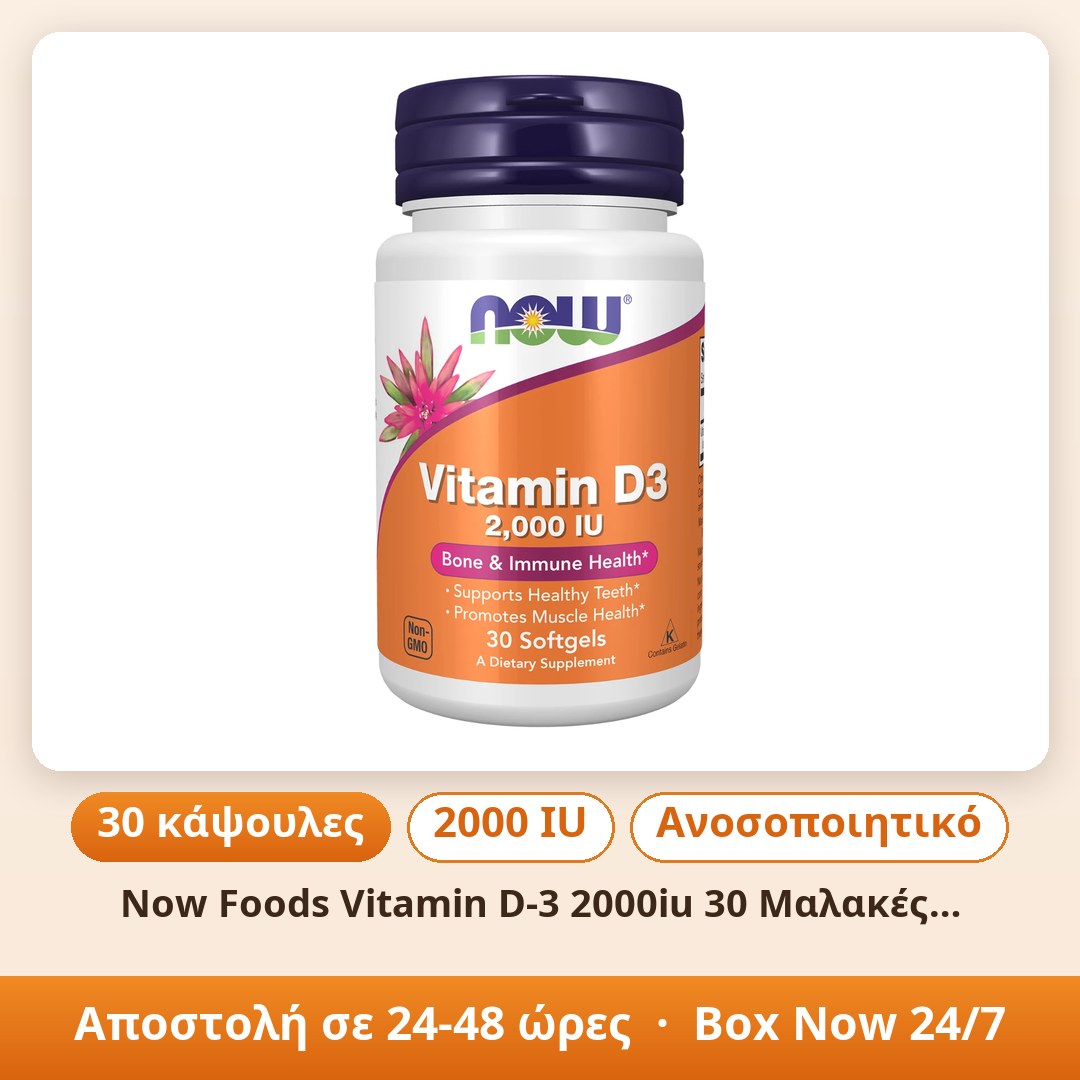 now®
Vitamin D3
2,000 IU
Bone & Immune Health*
• Supports Healthy Teeth*
• Promotes Muscle Health*
30 Softgels
A Dietary Supplement
Non-
GMO
K
Contains Gelatin
30 κάψουλες
2000 IU
Ανοσοποιητικό
Now Foods Vitamin D-3 2000iu 30 Μαλακές...
Αποστολή σε 24-48 ώρες · Box Now 24/7